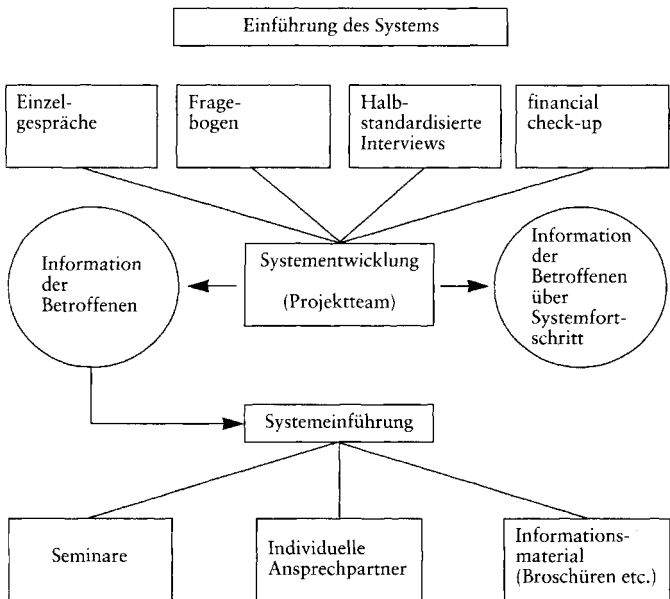 Einführung des Systems
Einzel-
gespräche
Frage-
bogen
Halb-
standardisierte
Interviews
financial
check-up
Information
der
Betroffenen
Systementwicklung
(Projektteam)
Information
der
Betroffenen
über
Systemfort-
schritt
Systemeinführung
Seminare
Individuelle
Ansprechpartner
Informations-
material
(Broschüren etc.)